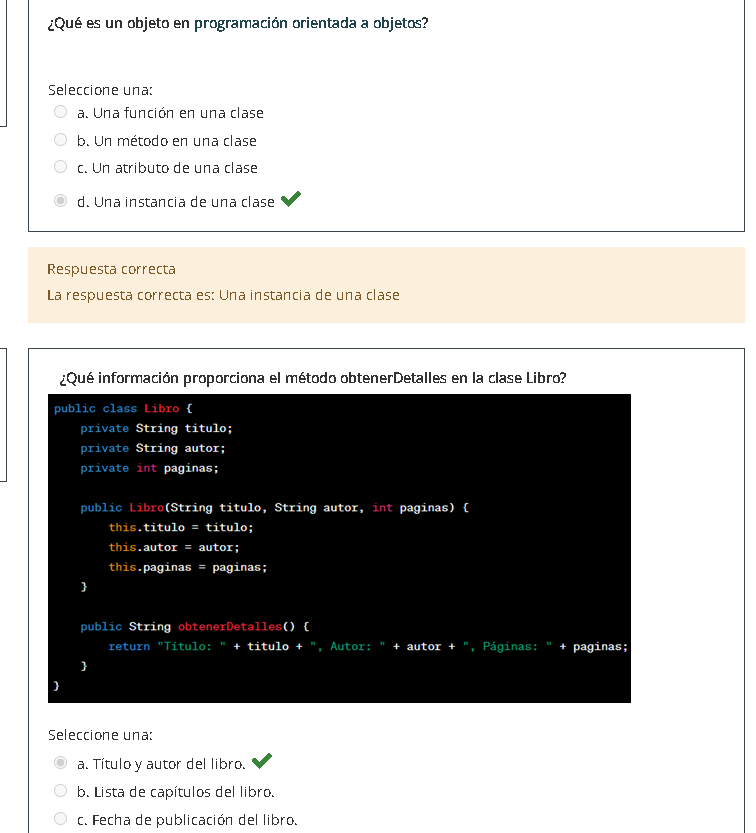 ¿Qué es un objeto en programación orientada a objetos?
Seleccione una:
a. Una función en una clase
b. Un método en una clase
c. Un atributo de una clase
d. Una instancia de una clase
Respuesta correcta
La respuesta correcta es: Una instancia de una clase
¿Qué información proporciona el método obtenerDetalles en la clase Libro?
public class Libro {
    private String titulo;
    private String autor;
    private int paginas;
    public Libro(String titulo, String autor, int paginas) {
        this.titulo = titulo;
        this.autor = autor;
        this.paginas = paginas;
    }
    public String obtenerDetalles() {
        return "Título: " + titulo + ", Autor: " + autor + ", Páginas: " + paginas;
    }
}
Seleccione una:
a. Título y autor del libro.
b. Lista de capítulos del libro.
c. Fecha de publicación del libro.